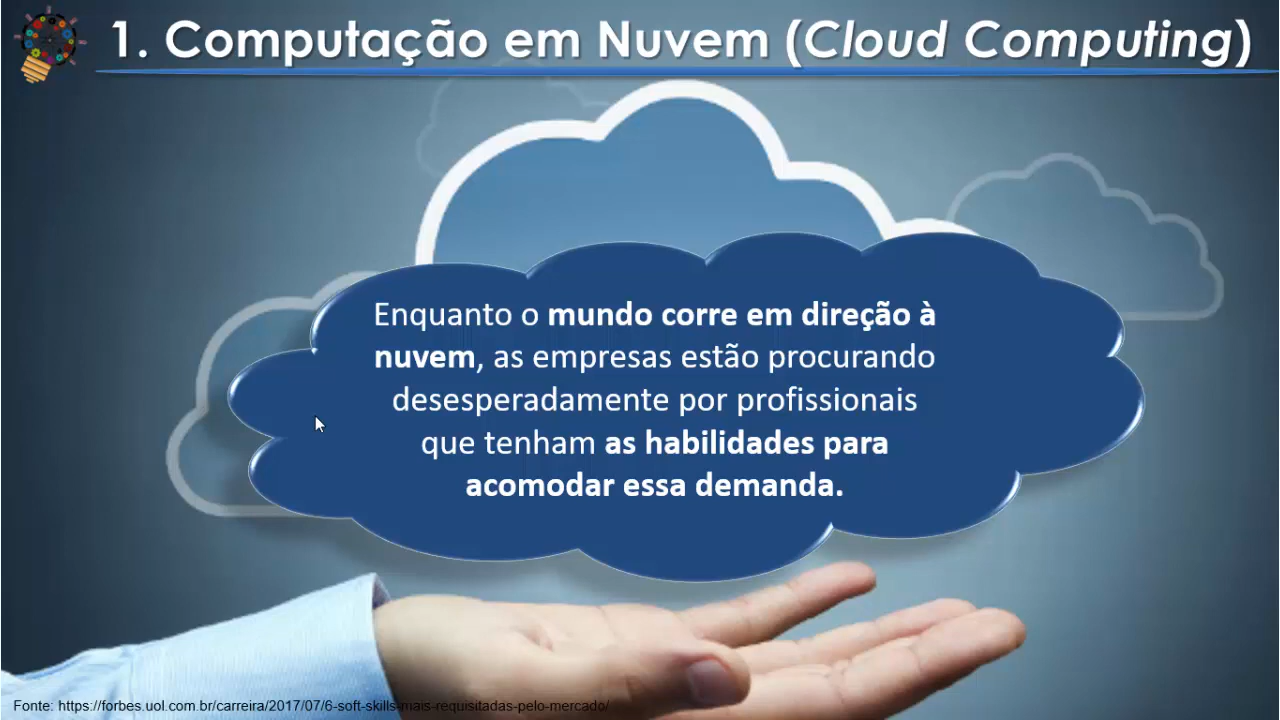 1. Computação em Nuvem (Cloud Computing)
Enquanto o mundo corre em direção à
nuvem, as empresas estão procurando
desesperadamente por profissionais
que tenham as habilidades para
acomodar essa demanda.
Fonte: https://forbes.uol.com.br/carreira/2017/07/6-soft-skills-mais-requisitadas-pelo-mercado/